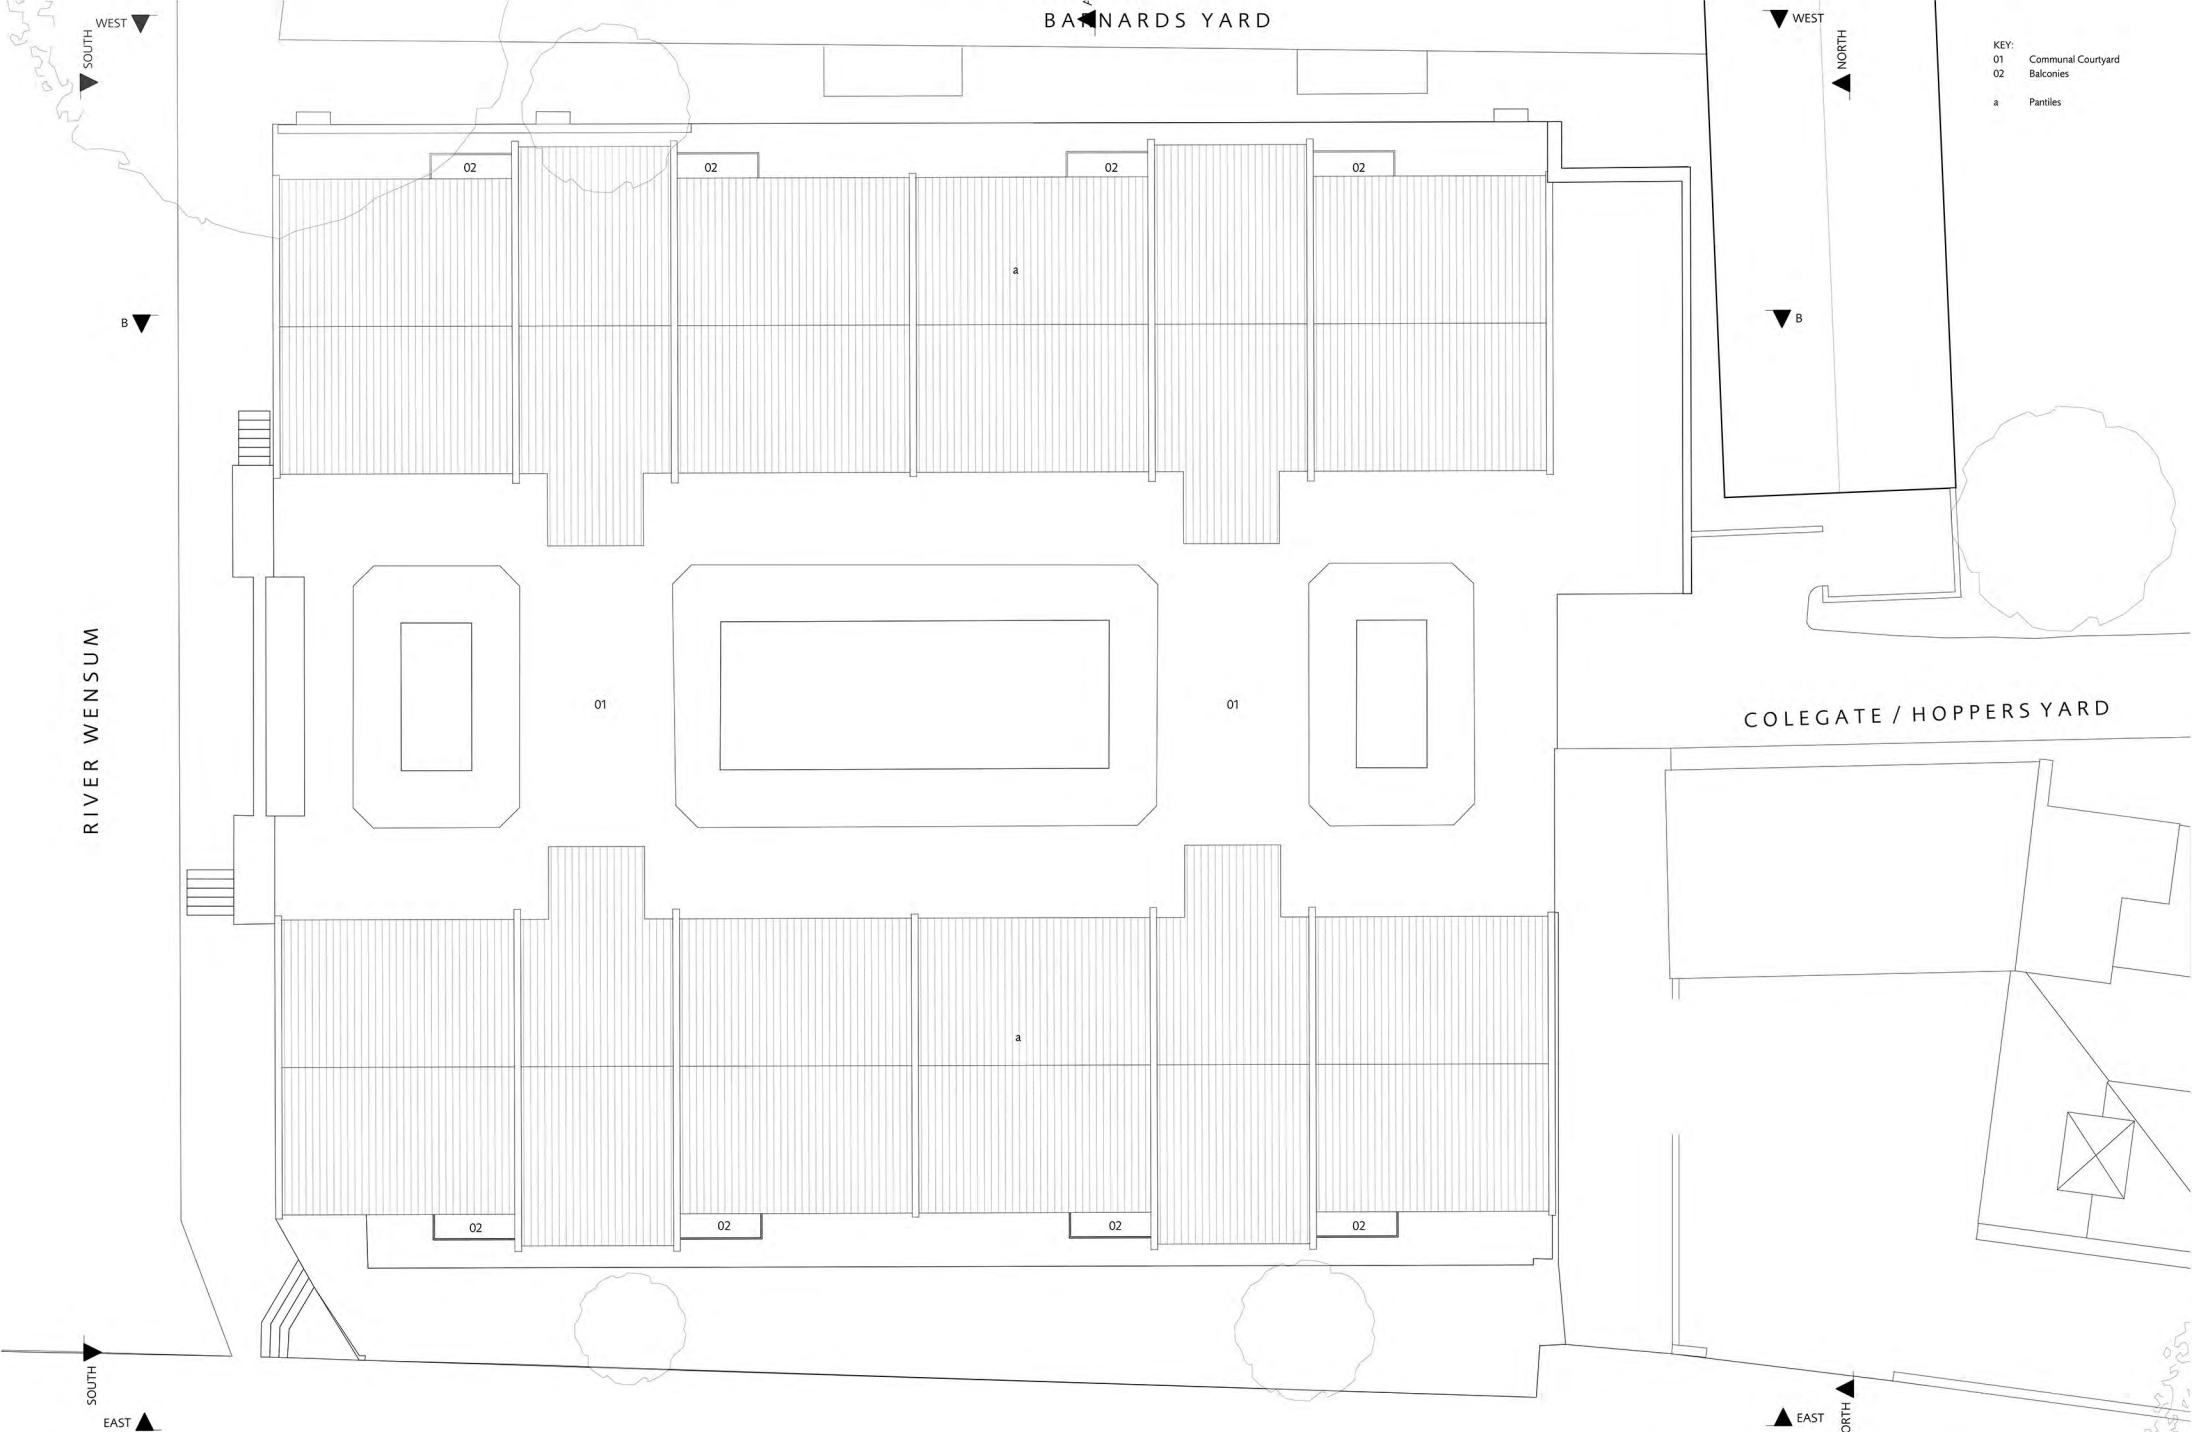 BARNARDS YARD
WEST
SOUTH
A
WEST
NORTH
KEY:
01 Communal Courtyard
02 Balconies
a Pantiles
02
02
02
02
a
B
B
RIVER WENSUM
01
01
COLEGATE / HOPPERS YARD
a
02
02
02
02
SOUTH
EAST
EAST
ORTH